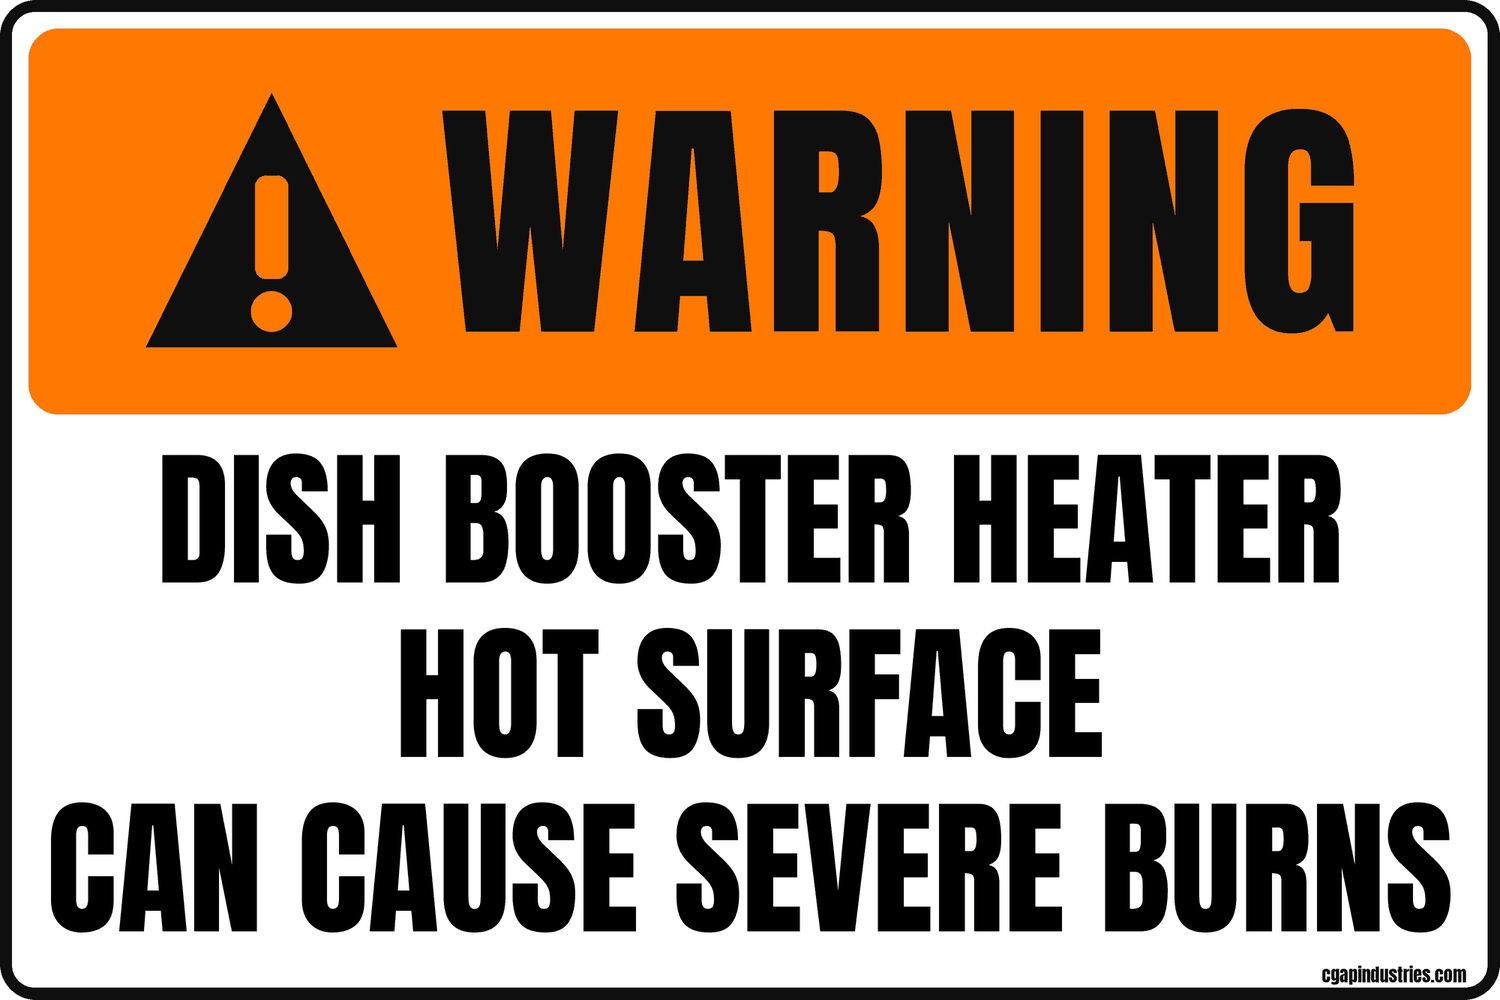 WARNING
DISH BOOSTER HEATER
HOT SURFACE
CAN CAUSE SEVERE BURNS
cgapindustries.com